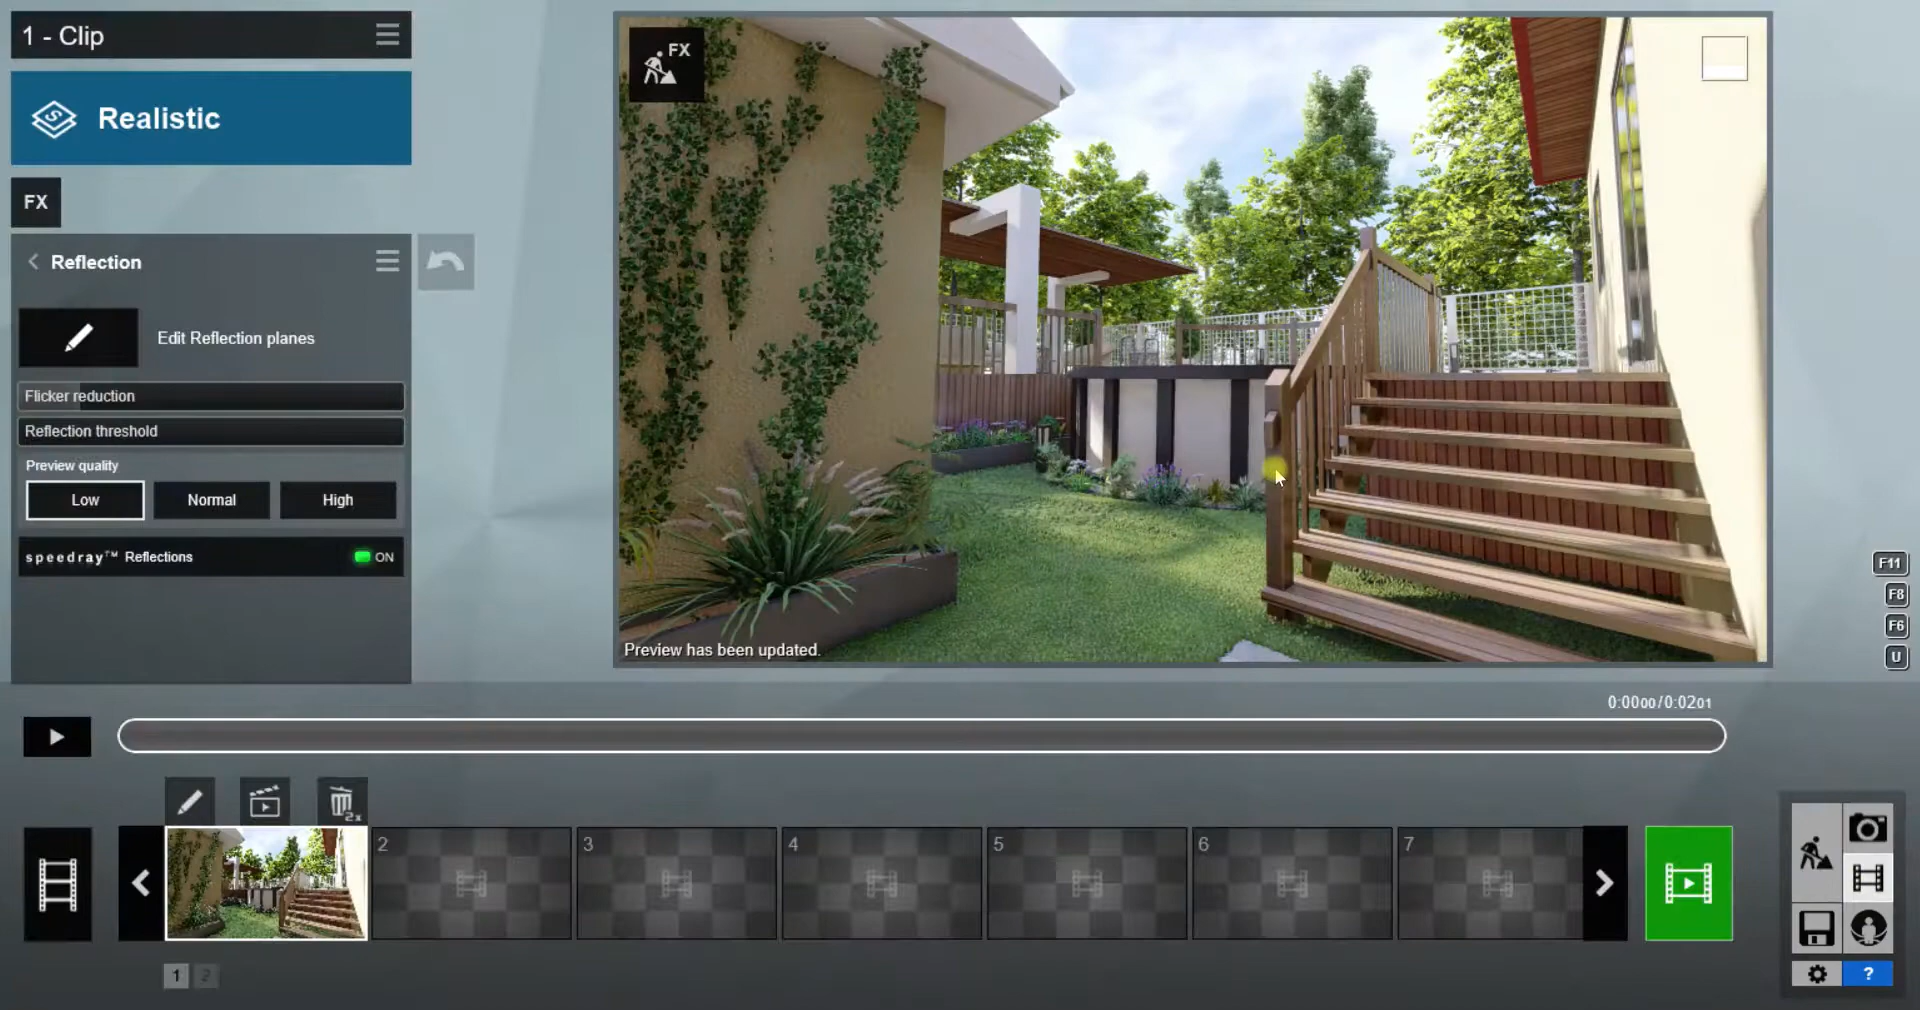 1 - Clip
Realistic
FX
Reflection
Edit Reflection planes
Flicker reduction
Reflection threshold
Preview quality
Low Normal High
speedray™ Reflections ON
FX
Preview has been updated.
F11
F8
F6
U
0:0000/0:0201
2x
2 3 4 5 6 7
1 2
?